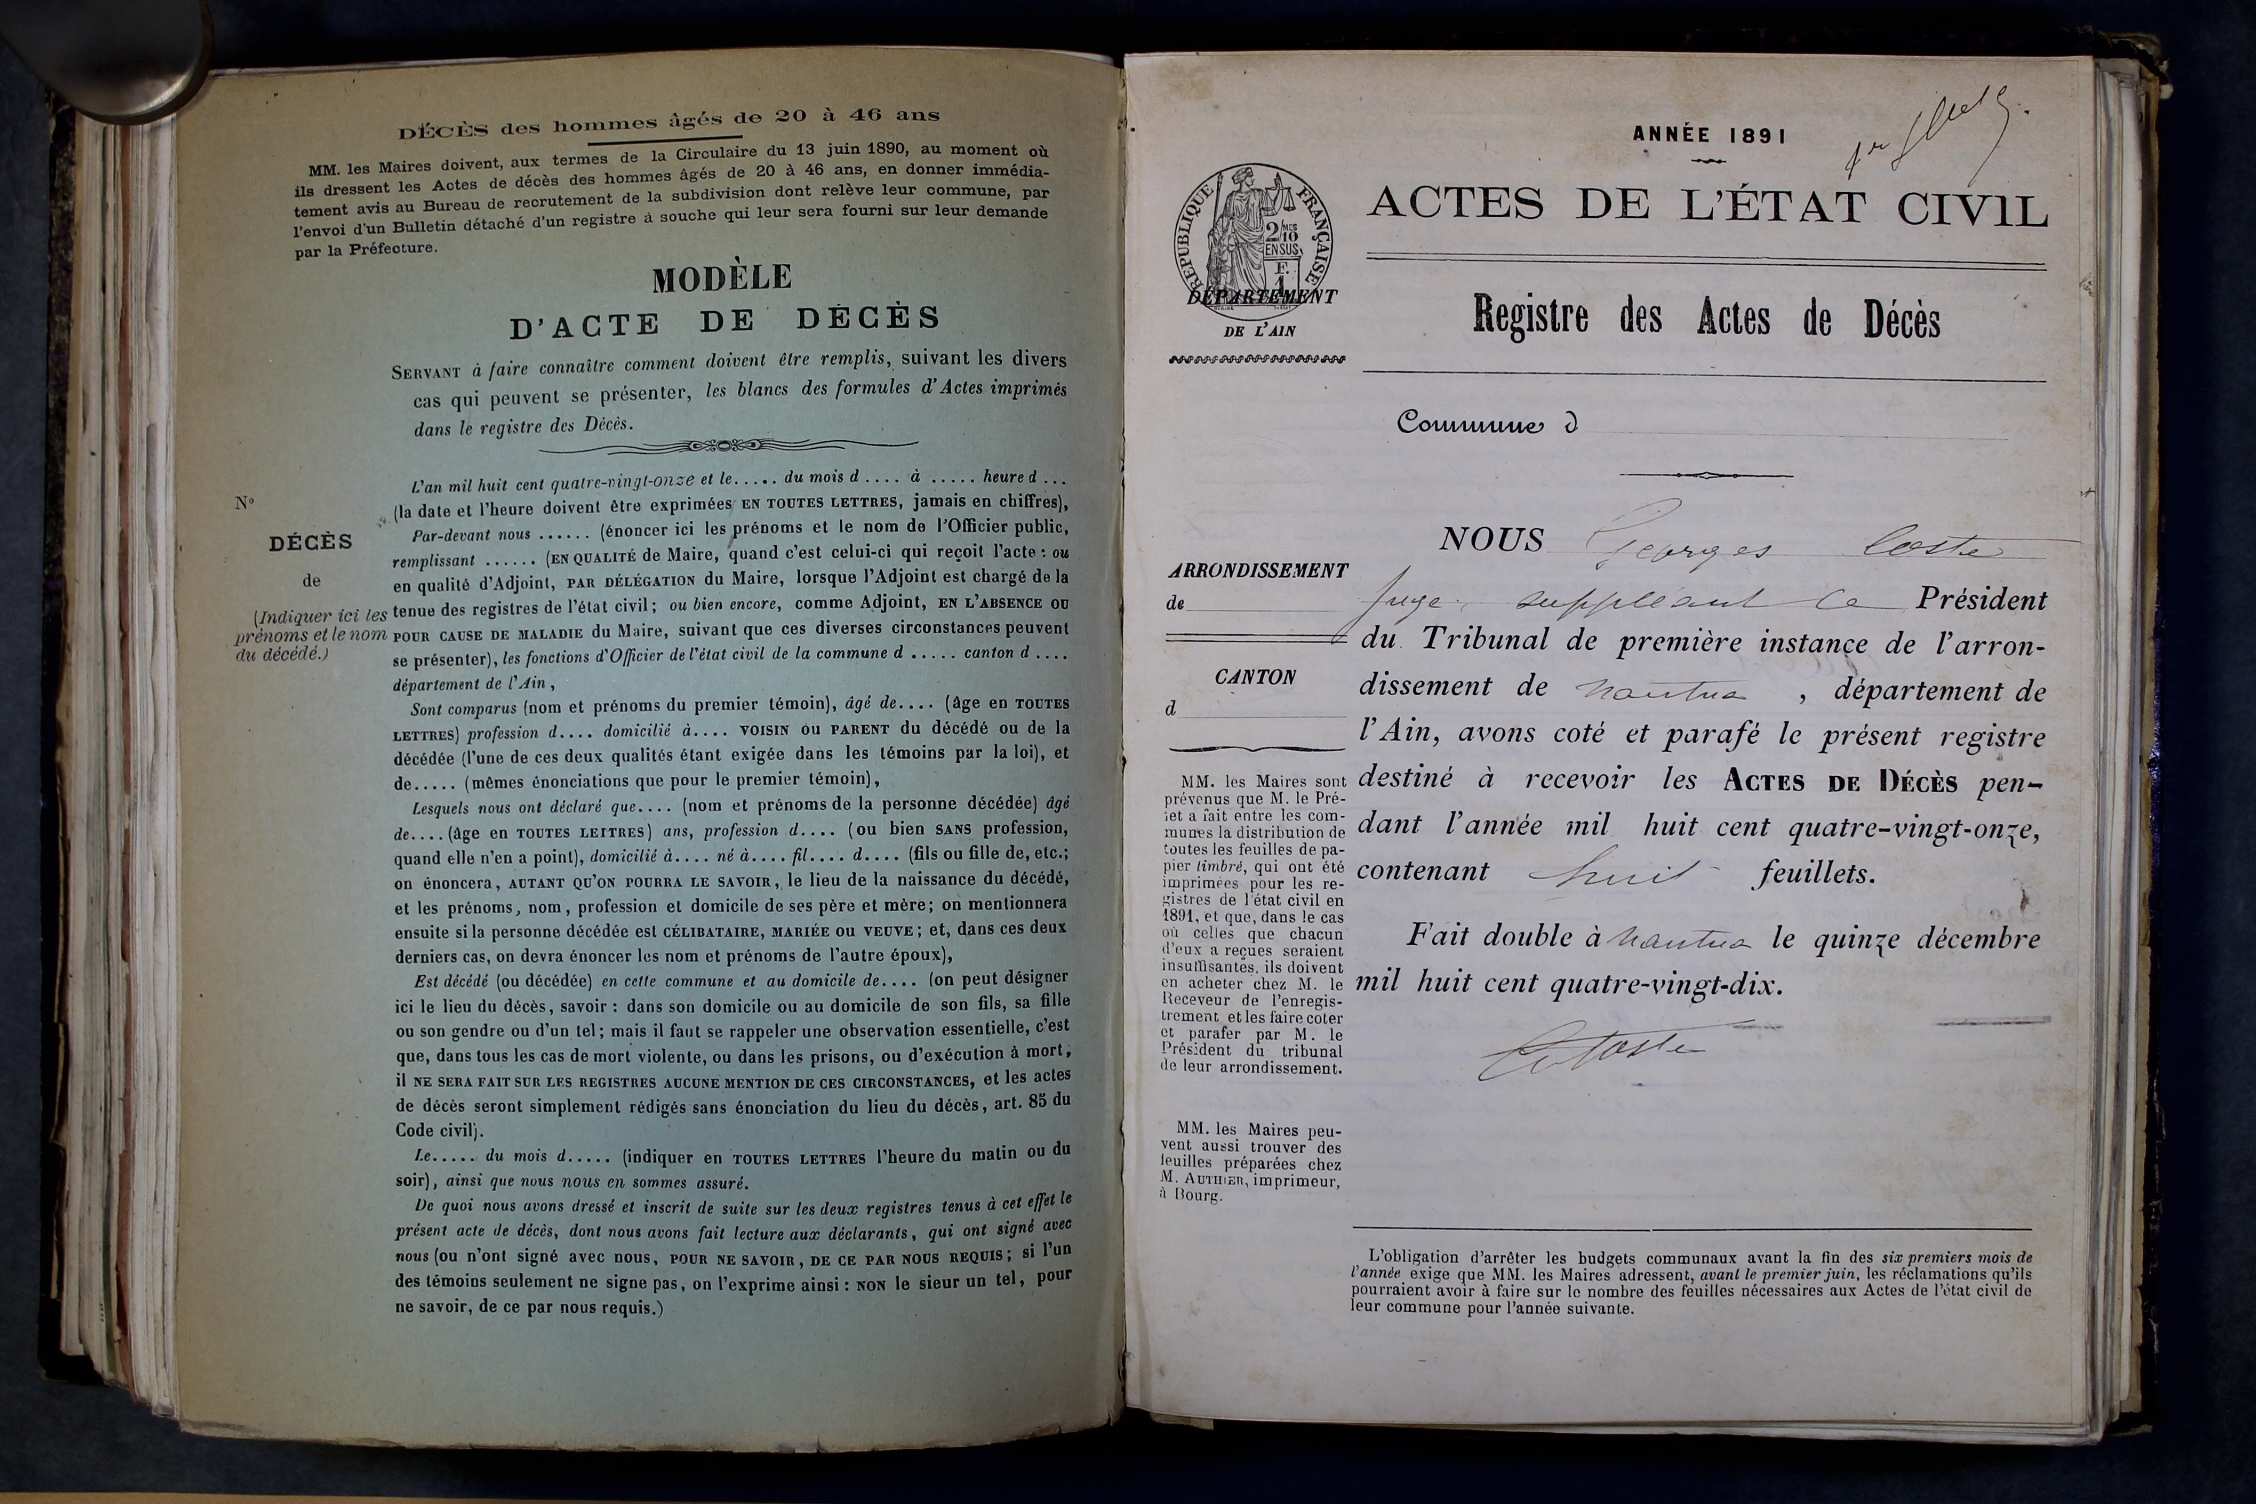 DÉCÈS des hommes âgés de 20 à 46 ans
MM. les Maires doivent, aux termes de la Circulaire du 13 juin 1890, au moment où
ils dressent les Actes de décès des hommes âgés de 20 à 46 ans, en donner immédia-
tement avis au Bureau de recrutement de la subdivision dont relève leur commune, par
l'envoi d'un Bulletin détaché d'un registre à souche qui leur sera fourni sur leur demande
par la Préfecture.
MODÈLE
D'ACTE DE DÉCÈS
SERVANT à faire connaître comment doivent être remplis, suivant les divers
cas qui peuvent se présenter, les blancs des formules d'Actes imprimés
dans le registre des Décès.
N°
DÉCÈS
de
(Indiquer ici les
prénoms et le nom
du décédé.)
L'an mil huit cent quatre-vingt-onze et le..... du mois d .... à ..... heure d ...
(la date et l'heure doivent être exprimées EN TOUTES LETTRES, jamais en chiffres),
Par-devant nous ...... (énoncer ici les prénoms et le nom de l'Officier public,
remplissant ...... (EN QUALITÉ de Maire, quand c'est celui-ci qui reçoit l'acte : ou
en qualité d'Adjoint, PAR DÉLÉGATION du Maire, lorsque l'Adjoint est chargé de la
tenue des registres de l'état civil; ou bien encore, comme Adjoint, EN L'ABSENCE OU
POUR CAUSE DE MALADIE du Maire, suivant que ces diverses circonstances peuvent
se présenter), les fonctions d'Officier de l'état civil de la commune d ..... canton d ....
département de l'Ain,
Sont comparus (nom et prénoms du premier témoin), âgé de.... (âge en TOUTES
LETTRES) profession d.... domicilié à.... VOISIN OU PARENT du décédé ou de la
décédée (l'une de ces deux qualités étant exigée dans les témoins par la loi), et
de..... (mêmes énonciations que pour le premier témoin),
Lesquels nous ont déclaré que.... (nom et prénoms de la personne décédée) âgé
de....(âge en TOUTES LETTRES) ans, profession d.... (ou bien SANS profession,
quand elle n'en a point), domicilié à.... né à.... fil.... d.... (fils ou fille de, etc.;
on énoncera, AUTANT QU'ON POURRA LE SAVOIR, le lieu de la naissance du décédé,
et les prénoms, nom, profession et domicile de ses père et mère; on mentionnera
ensuite si la personne décédée est CÉLIBATAIRE, MARIÉE OU VEUVE; et, dans ces deux
derniers cas, on devra énoncer les nom et prénoms de l'autre époux),
Est décédé (ou décédée) en cette commune et au domicile de.... (on peut désigner
ici le lieu du décès, savoir : dans son domicile ou au domicile de son fils, sa fille
ou son gendre ou d'un tel; mais il faut se rappeler une observation essentielle, c'est
que, dans tous les cas de mort violente, ou dans les prisons, ou d'exécution à mort,
il NE SERA FAIT SUR LES REGISTRES AUCUNE MENTION DE CES CIRCONSTANCES, et les actes
de décès seront simplement rédigés sans énonciation du lieu du décès, art. 85 du
Code civil).
Le..... du mois d..... (indiquer en TOUTES LETTRES l'heure du matin ou du
soir), ainsi que nous nous en sommes assuré.
De quoi nous avons dressé et inscrit de suite sur les deux registres tenus à cet effet le
présent acte de décès, dont nous avons fait lecture aux déclarants, qui ont signé avec
nous (ou n'ont signé avec nous, POUR NE SAVOIR, DE CE PAR NOUS REQUIS; si l'un
des témoins seulement ne signe pas, on l'exprime ainsi : NON le sieur un tel, pour
ne savoir, de ce par nous requis.)
ANNÉE 1891
ACTES DE L'ÉTAT CIVIL
RÉPUBLIQUE FRANÇAISE
2 MES 10
EN SUS
F.
1
DÉPARTEMENT
DE L'AIN
Registre des Actes de Décès
Commune d
ARRONDISSEMENT
de
CANTON
d
MM. les Maires sont
prévenus que M. le Pré-
fet a fait entre les com-
munes la distribution de
toutes les feuilles de pa-
pier timbré, qui ont été
imprimées pour les re-
gistres de l'état civil en
1891, et que, dans le cas
où celles que chacun
d'eux a reçues seraient
insuffisantes, ils doivent
en acheter chez M. le
Receveur de l'enregis-
trement et les faire coter
et parafer par M. le
Président du tribunal
de leur arrondissement.
MM. les Maires peu-
vent aussi trouver des
feuilles préparées chez
M. AUTHIER, imprimeur,
à Bourg.
NOUS Georges Coste
Juge suppléant Président
du Tribunal de première instance de l'arron-
dissement de Nantua, département de
l'Ain, avons coté et parafé le présent registre
destiné à recevoir les ACTES DE DÉCÈS pen-
dant l'année mil huit cent quatre-vingt-onze,
contenant huit feuillets.
Fait double à Nantua le quinze décembre
mil huit cent quatre-vingt-dix.
L'obligation d'arrêter les budgets communaux avant la fin des six premiers mois de
l'année exige que MM. les Maires adressent, avant le premier juin, les réclamations qu'ils
pourraient avoir à faire sur le nombre des feuilles nécessaires aux Actes de l'état civil de
leur commune pour l'année suivante.